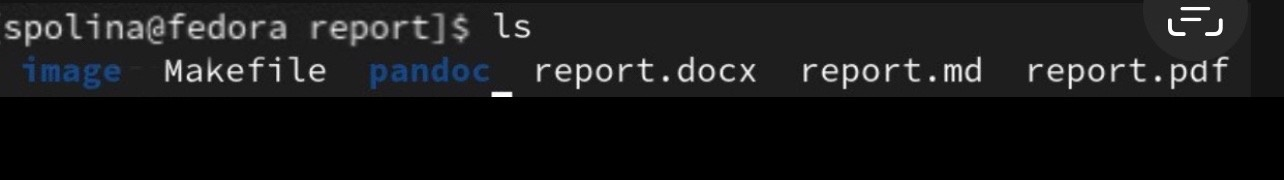 [spolina@fedora report]$ ls
image Makefile pandoc report.docx report.md report.pdf